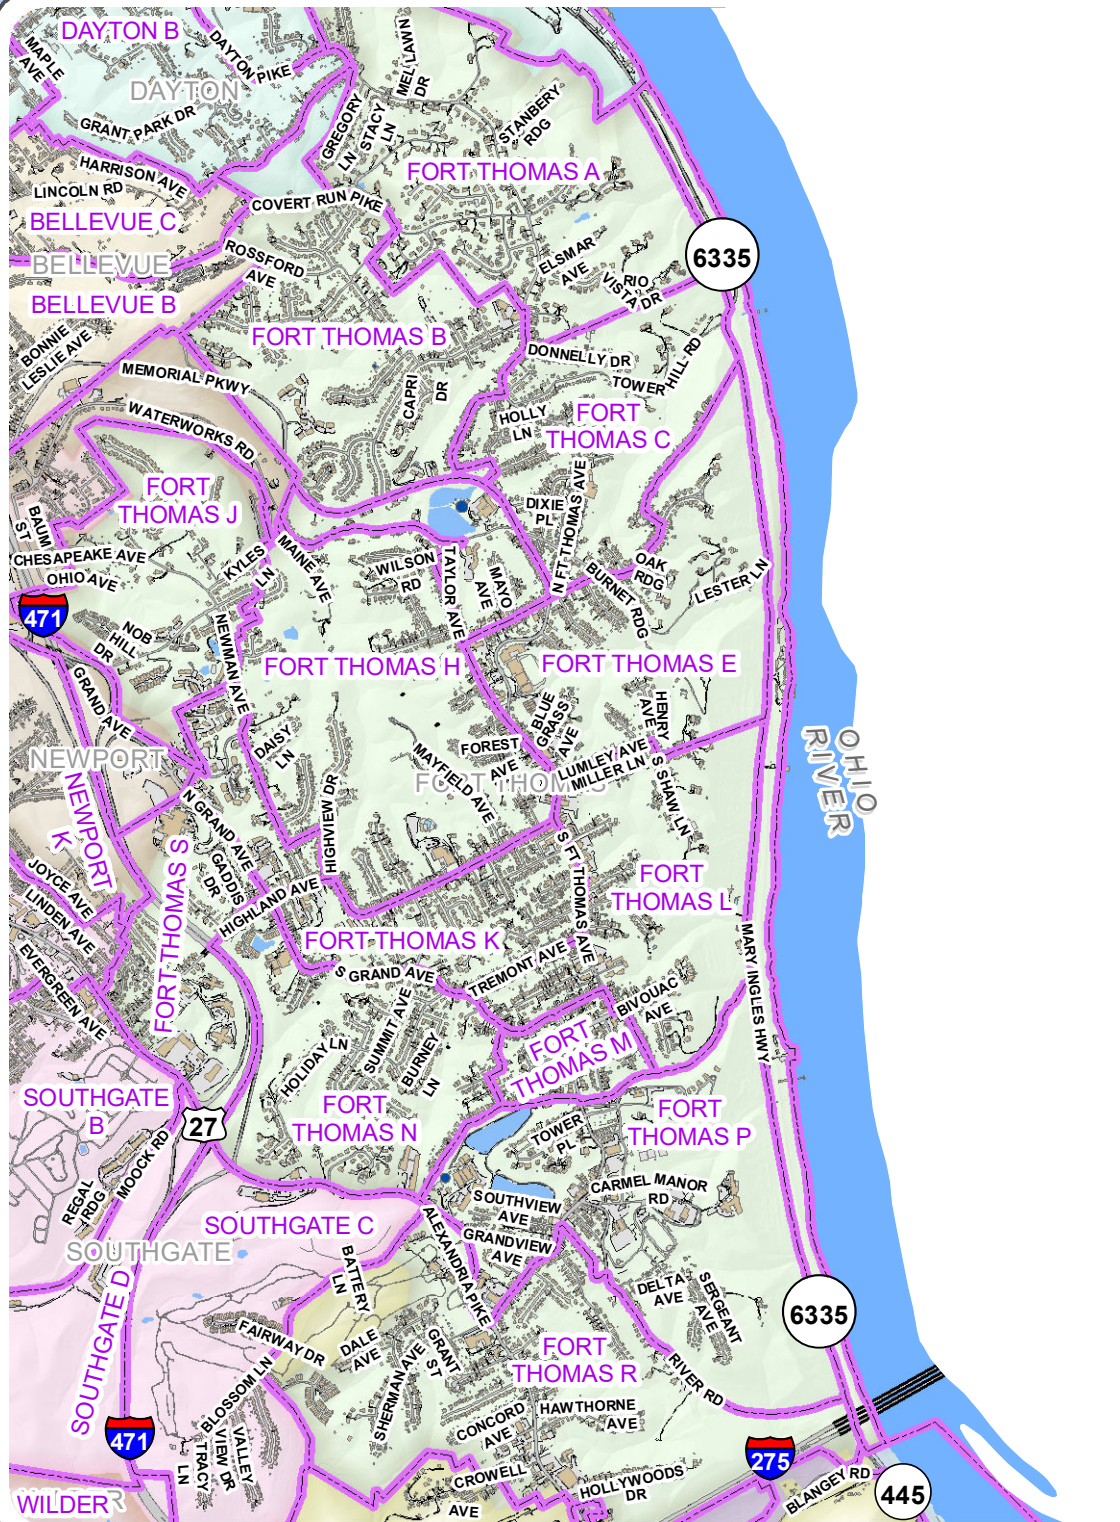 DAYTON B
MAPLE
AVE
DAYTON PIKE
MEL LAWN
DR
DAYTON
GRANT PARK DR
GREGORY
LN
STACY
LN
STANBERY
RDG
HARRISON AVE
FORT THOMAS A
LINCOLN RD
COVERT RUN PIKE
BELLEVUE C
ROSSFORD
AVE
ELSMAR
AVE
6335
BELLEVUE
RIO
VISTA DR
BELLEVUE B
FORT THOMAS B
BONNIE
LESLIE AVE
DONNELLY DR
TOWER
HILL RD
MEMORIAL PKWY
CAPRI
DR
HOLLY
LN
FORT
THOMAS C
WATERWORKS RD
FORT
THOMAS J
DIXIE
PL
N FT THOMAS AVE
BAUM
ST
CHESAPEAKE AVE
KYLES
LN
MAINE AVE
WILSON
RD
TAYLOR AVE
MAYO
AVE
OAK
RDG
OHIO AVE
BURNET RDG
LESTER LN
471
NOB
HILL
DR
NEWMAN AVE
FORT THOMAS H
FORT THOMAS E
GRAND AVE
DAISY
LN
BLUE
GRASS
AVE
HENRY
AVE
FOREST
AVE
NEWPORT
MAYFIELD AVE
FORT THOMAS
LUMLEY AVE
MILLER LN
OHIO
RIVER
NEWPORT
K
N GRAND AVE
HIGHVIEW DR
S SHAW LN
GADDIS
DR
S FT THOMAS AVE
JOYCE AVE
LINDEN AVE
HIGHLAND AVE
FORT
THOMAS L
FORT THOMAS S
FORT THOMAS K
EVERGREEN AVE
S GRAND AVE
TREMONT AVE
MARY INGLES HWY
SUMMIT AVE
BIVOUAC
AVE
HOLIDAY LN
BURNEY
LN
FORT
THOMAS M
SOUTHGATE
B
27
FORT
THOMAS N
TOWER
PL
FORT
THOMAS P
MOOCK RD
REGAL
RDG
SOUTHVIEW
AVE
CARMEL MANOR
RD
SOUTHGATE C
ALEXANDRIA PIKE
GRANDVIEW
AVE
SOUTHGATE
BATTERY
LN
SOUTHGATE D
DELTA
AVE
SERGEANT
AVE
6335
FAIRWAY DR
DALE
AVE
GRANT
ST
FORT
THOMAS R
BLOSSOM LN
SHERMAN AVE
RIVER RD
CONCORD
AVE
HAWTHORNE
AVE
471
VALLEY
VIEW DR
TRACY
LN
275
CROWELL
AVE
HOLLYWOODS
DR
BLANGEY RD
445
WILDER